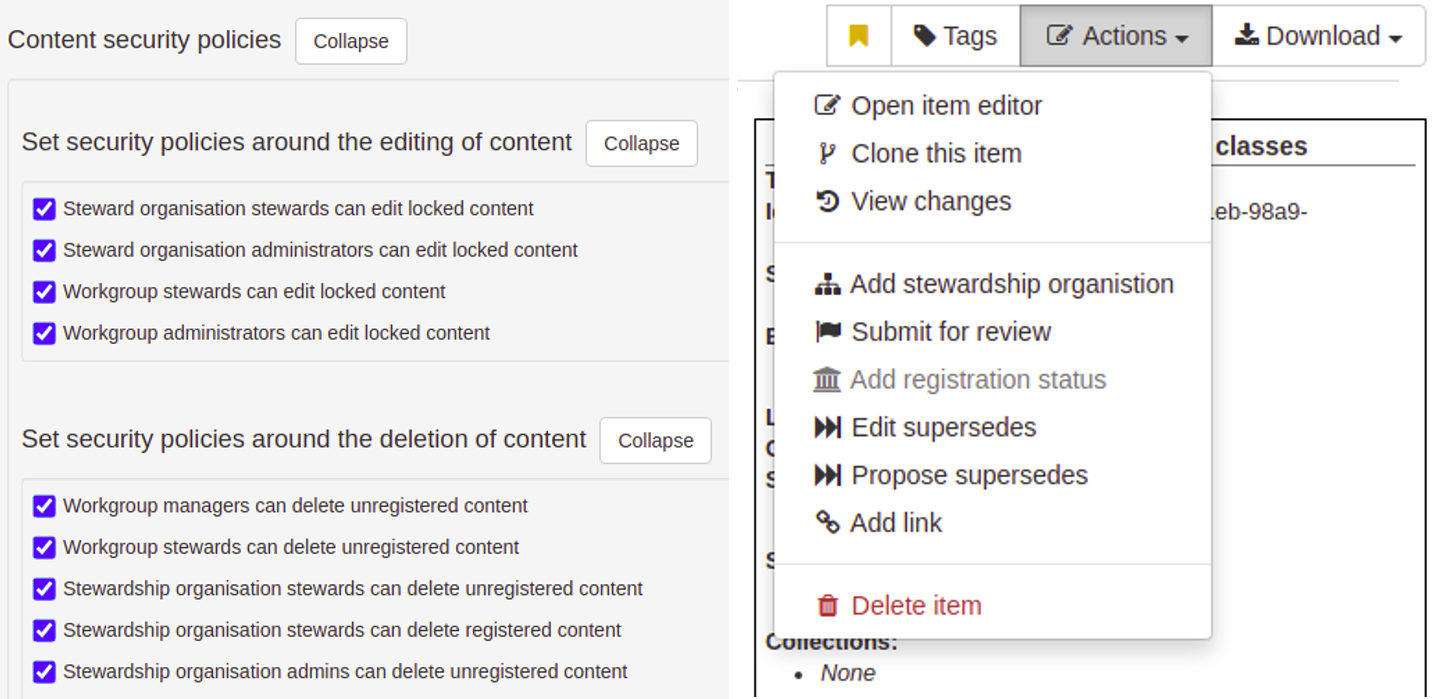 Content security policies Collapse
Set security policies around the editing of content Collapse
Steward organisation stewards can edit locked content
Steward organisation administrators can edit locked content
Workgroup stewards can edit locked content
Workgroup administrators can edit locked content
Set security policies around the deletion of content Collapse
Workgroup managers can delete unregistered content
Workgroup stewards can delete unregistered content
Stewardship organisation stewards can delete unregistered content
Stewardship organisation stewards can delete registered content
Stewardship organisation admins can delete unregistered content
Tags Actions Download
Open item editor
Clone this item
View changes
Add stewardship organistion
Submit for review
Add registration status
Edit supersedes
Propose supersedes
Add link
Delete item
classes
eb-98a9-
Collections:
• None